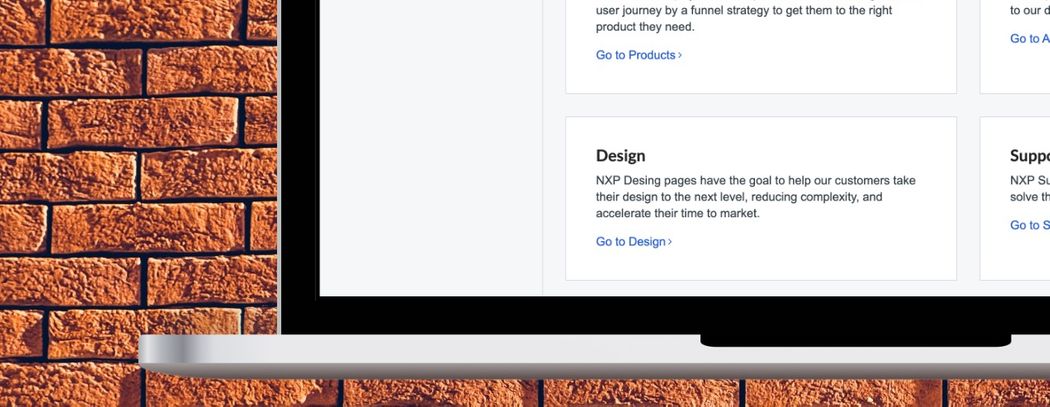 user journey by a funnel strategy to get them to the right
product they need.
Go to Products ›
to our d
Go to A
Design
NXP Desing pages have the goal to help our customers take
their design to the next level, reducing complexity, and
accelerate their time to market.
Go to Design ›
Suppo
NXP Su
solve th
Go to S